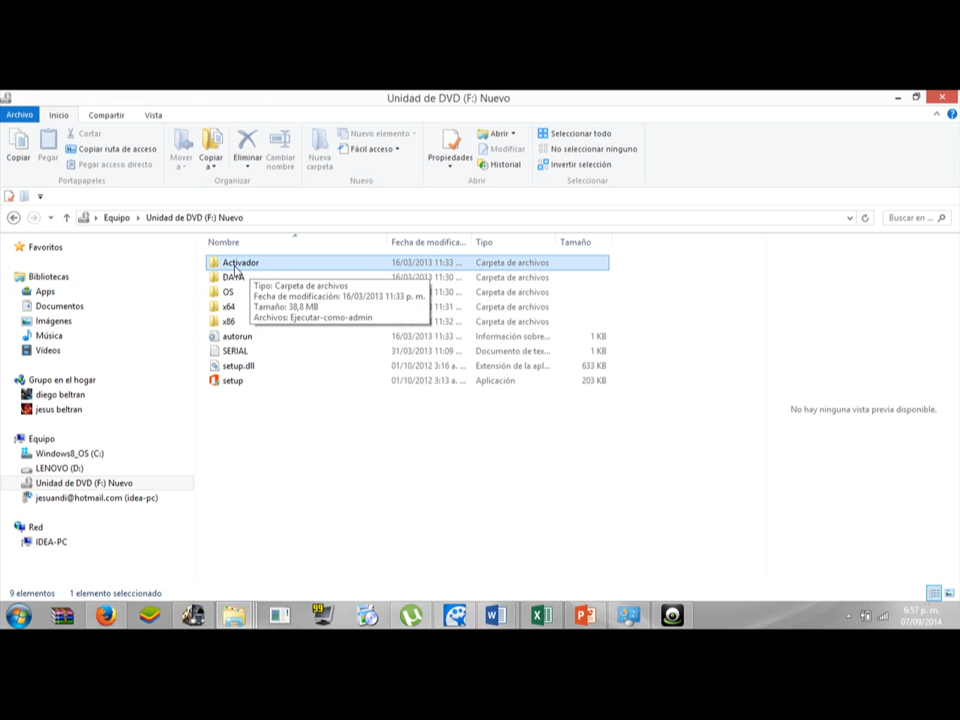 Unidad de DVD (F:) Nuevo
Archivo Inicio Compartir Vista
Copiar
Pegar
Cortar
Copiar ruta de acceso
Pegar acceso directo
Portapapeles
Mover a
Copiar a
Eliminar
Cambiar nombre
Organizar
Nueva carpeta
Nuevo elemento
Fácil acceso
Nuevo
Propiedades
Abrir
Modificar
Historial
Abrir
Seleccionar todo
No seleccionar ninguno
Invertir selección
Seleccionar
Equipo Unidad de DVD (F:) Nuevo
Buscar en ...
Favoritos
Bibliotecas
Apps
Documentos
Imágenes
Música
Vídeos
Grupo en el hogar
diego beltran
jesus beltran
Equipo
Windows8_OS (C:)
LENOVO (D:)
Unidad de DVD (F:) Nuevo
jesuandi@hotmail.com (idea-pc)
Red
IDEA-PC
Nombre Fecha de modifica... Tipo Tamaño
Activador 16/03/2013 11:33 ... Carpeta de archivos
DATA 16/03/2013 11:30 ... Carpeta de archivos
OS 11:30 ... Carpeta de archivos
x64 11:31 ... Carpeta de archivos
x86 11:32 ... Carpeta de archivos
autorun 16/03/2013 11:33 ... Información sobre... 1 KB
SERIAL 31/03/2013 11:09 ... Documento de tex... 1 KB
setup.dll 01/10/2012 3:16 a. ... Extensión de la apl... 633 KB
setup 01/10/2012 3:13 a. ... Aplicación 203 KB
Tipo: Carpeta de archivos
Fecha de modificación: 16/03/2013 11:33 p. m.
Tamaño: 38,8 MB
Archivos: Ejecutar-como-admin
No hay ninguna vista previa disponible.
9 elementos 1 elemento seleccionado
99
6:57 p. m.
07/09/2014